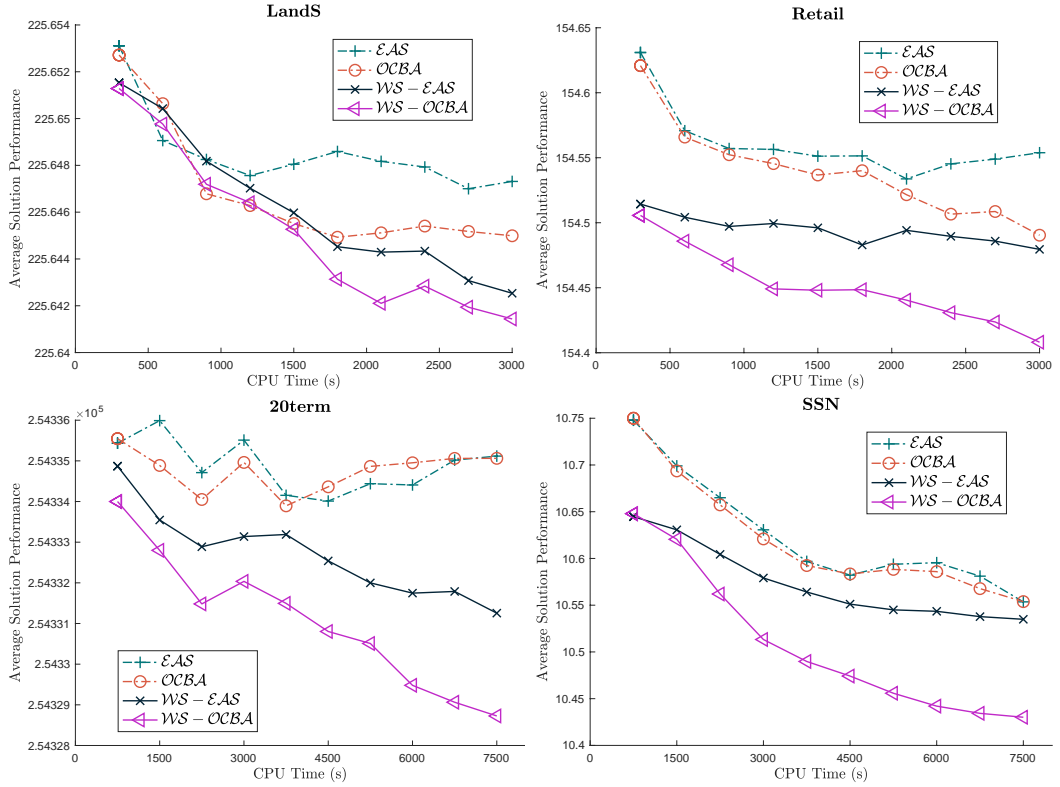 LandS
225.654
225.652
225.65
225.648
225.646
225.644
225.642
225.64
0 500 1000 1500 2000 2500 3000
CPU Time (s)
Average Solution Performance
EAS
OCBA
WS − EAS
WS − OCBA
Retail
154.65
154.6
154.55
154.5
154.45
154.4
0 500 1000 1500 2000 2500 3000
CPU Time (s)
Average Solution Performance
EAS
OCBA
WS − EAS
WS − OCBA
20term
×10⁵
2.54336
2.54335
2.54334
2.54333
2.54332
2.54331
2.5433
2.54329
2.54328
0 1500 3000 4500 6000 7500
CPU Time (s)
Average Solution Performance
EAS
OCBA
WS − EAS
WS − OCBA
SSN
10.75
10.7
10.65
10.6
10.55
10.5
10.45
10.4
0 1500 3000 4500 6000 7500
CPU Time (s)
Average Solution Performance
EAS
OCBA
WS − EAS
WS − OCBA